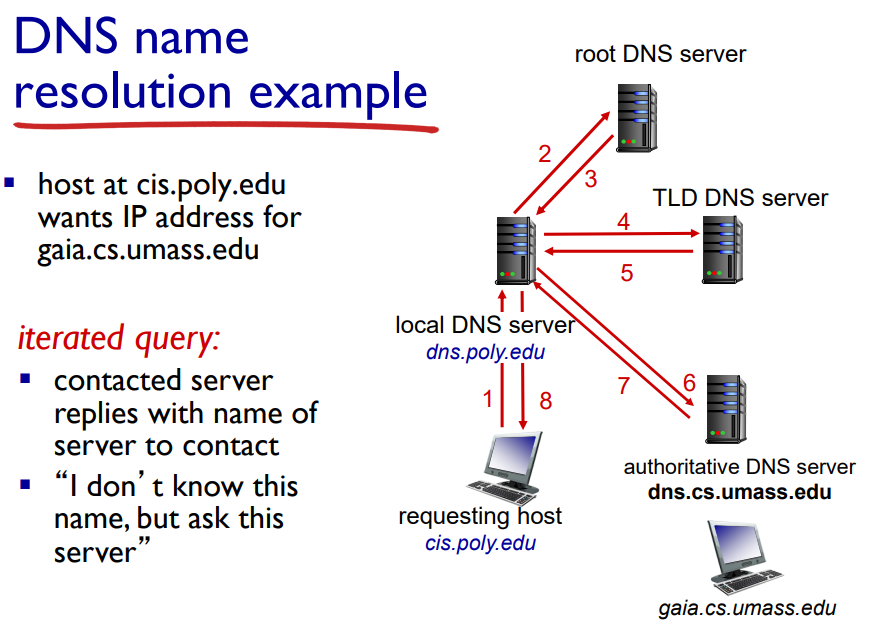 DNS name
resolution example
▪ host at cis.poly.edu
wants IP address for
gaia.cs.umass.edu
iterated query:
▪ contacted server
replies with name of
server to contact
▪ “I don’ t know this
name, but ask this
server”
root DNS server
2
3
TLD DNS server
4
5
local DNS server
dns.poly.edu
1
8
7
6
authoritative DNS server
dns.cs.umass.edu
requesting host
cis.poly.edu
gaia.cs.umass.edu